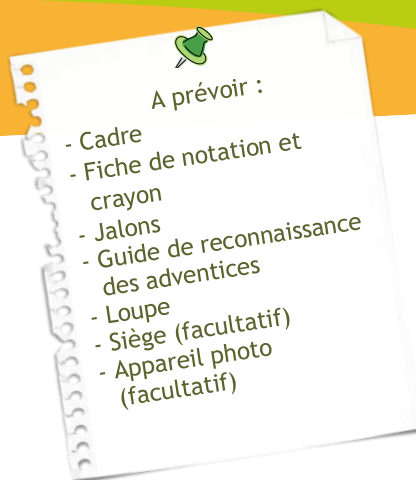 A prévoir :
- Cadre
- Fiche de notation et
crayon
- Jalons
- Guide de reconnaissance
des adventices
- Loupe
- Siège (facultatif)
- Appareil photo
(facultatif)